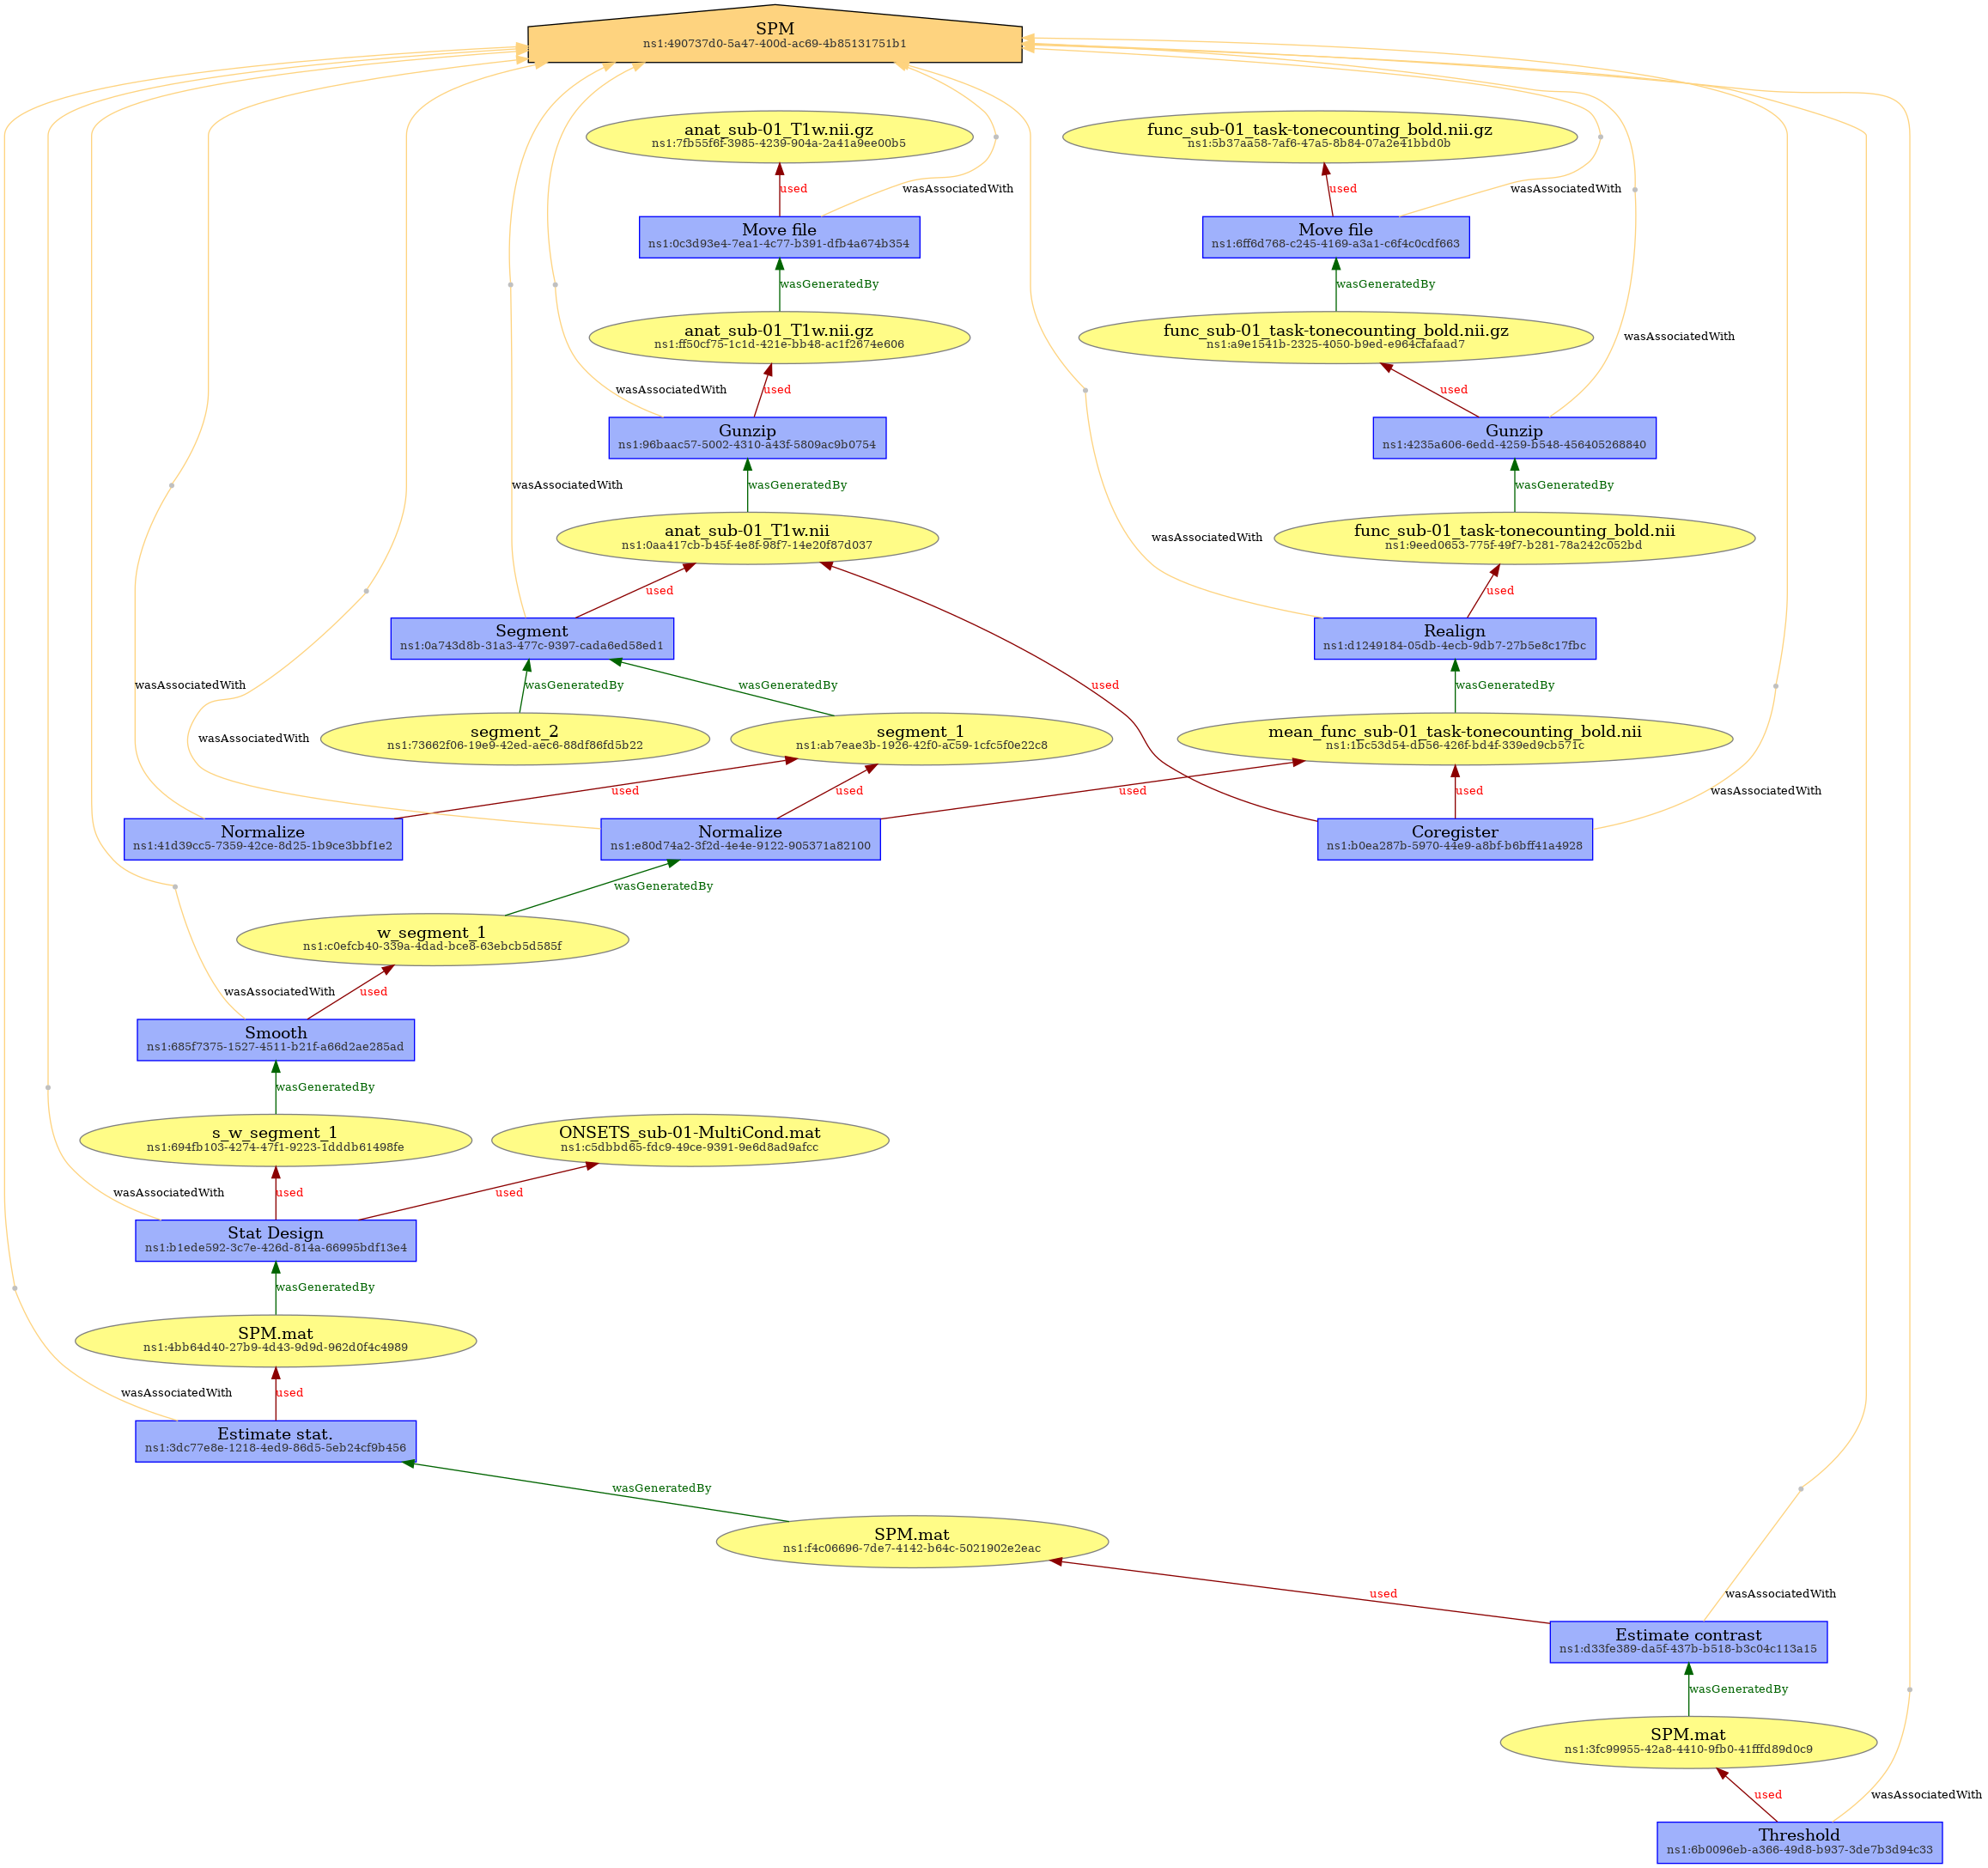 SPM
ns1:490737d0-5a47-400d-ac69-4b85131751b1
anat_sub-01_T1w.nii.gz
ns1:7fb55f6f-3985-4239-904a-2a41a9ee00b5
func_sub-01_task-tonecounting_bold.nii.gz
ns1:5b37aa58-7af6-47a5-8b84-07a2e41bbd0b
used
wasAssociatedWith
used
wasAssociatedWith
Move file
ns1:0c3d93e4-7ea1-4c77-b391-dfb4a674b354
Move file
ns1:6ff6d768-c245-4169-a3a1-c6f4c0cdf663
wasGeneratedBy
wasGeneratedBy
anat_sub-01_T1w.nii.gz
ns1:ff50cf75-1c1d-421e-bb48-ac1f2674e606
func_sub-01_task-tonecounting_bold.nii.gz
ns1:a9e1541b-2325-4050-b9ed-e964cfafaad7
wasAssociatedWith
used
used
wasAssociatedWith
Gunzip
ns1:96baac57-5002-4310-a43f-5809ac9b0754
Gunzip
ns1:4235a606-6edd-4259-b548-456405268840
wasAssociatedWith
wasGeneratedBy
wasGeneratedBy
anat_sub-01_T1w.nii
ns1:0aa417cb-b45f-4e8f-98f7-14e20f87d037
wasAssociatedWith
func_sub-01_task-tonecounting_bold.nii
ns1:9eed0653-775f-49f7-b281-78a242c052bd
used
used
Segment
ns1:0a743d8b-31a3-477c-9397-cada6ed58ed1
Realign
ns1:d1249184-05db-4ecb-9db7-27b5e8c17fbc
wasAssociatedWith
wasGeneratedBy
wasGeneratedBy
used
wasGeneratedBy
wasAssociatedWith
segment_2
ns1:73662f06-19e9-42ed-aec6-88df86fd5b22
segment_1
ns1:ab7eae3b-1926-42f0-ac59-1cfc5f0e22c8
mean_func_sub-01_task-tonecounting_bold.nii
ns1:1bc53d54-db56-426f-bd4f-339ed9cb571c
used
used
used
used
wasAssociatedWith
Normalize
ns1:41d39cc5-7359-42ce-8d25-1b9ce3bbf1e2
Normalize
ns1:e80d74a2-3f2d-4e4e-9122-905371a82100
Coregister
ns1:b0ea287b-5970-44e9-a8bf-b6bff41a4928
wasGeneratedBy
w_segment_1
ns1:c0efcb40-339a-4dad-bce8-63ebcb5d585f
wasAssociatedWith
used
Smooth
ns1:685f7375-1527-4511-b21f-a66d2ae285ad
wasGeneratedBy
s_w_segment_1
ns1:694fb103-4274-47f1-9223-1dddb61498fe
ONSETS_sub-01-MultiCond.mat
ns1:c5dbbd65-fdc9-49ce-9391-9e6d8ad9afcc
wasAssociatedWith
used
used
Stat Design
ns1:b1ede592-3c7e-426d-814a-66995bdf13e4
wasGeneratedBy
SPM.mat
ns1:4bb64d40-27b9-4d43-9d9d-962d0f4c4989
wasAssociatedWith
used
Estimate stat.
ns1:3dc77e8e-1218-4ed9-86d5-5eb24cf9b456
wasGeneratedBy
SPM.mat
ns1:f4c06696-7de7-4142-b64c-5021902e2eac
used
wasAssociatedWith
Estimate contrast
ns1:d33fe389-da5f-437b-b518-b3c04c113a15
wasGeneratedBy
SPM.mat
ns1:3fc99955-42a8-4410-9fb0-41fffd89d0c9
used
wasAssociatedWith
Threshold
ns1:6b0096eb-a366-49d8-b937-3de7b3d94c33